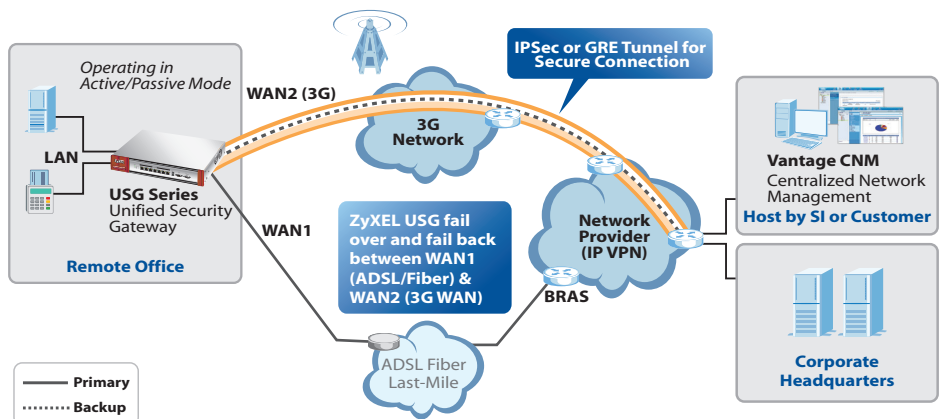 Operating in
Active/Passive Mode
LAN
USG Series
Unified Security
Gateway
Remote Office
WAN2 (3G)
WAN1
3G
Network
IPSec or GRE Tunnel for
Secure Connection
ZyXEL USG fail
over and fail back
between WAN1
(ADSL/Fiber) &
WAN2 (3G WAN)
Network
Provider
(IP VPN)
BRAS
ADSL Fiber
Last-Mile
Vantage CNM
Centralized Network
Management
Host by SI or Customer
Corporate
Headquarters
Primary
Backup